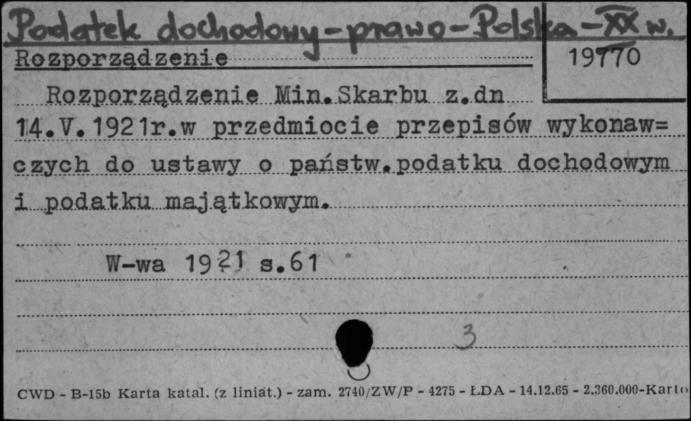 Podatek dochodowy-prawo-Polska-XX w.
Rozporządzenie
19770
Rozporządzenie Min.Skarbu z.dn
14.V.1921r.w przedmiocie przepisów wykonaw=
czych do ustawy o państw.podatku dochodowym
i podatku majątkowym.
W-wa 1921 s.61
3
CWD - B-15b Karta katal. (z liniat.) - zam. 2740/ZW/P - 4275 - ŁDA - 14.12.65 - 2.360.000-Karto